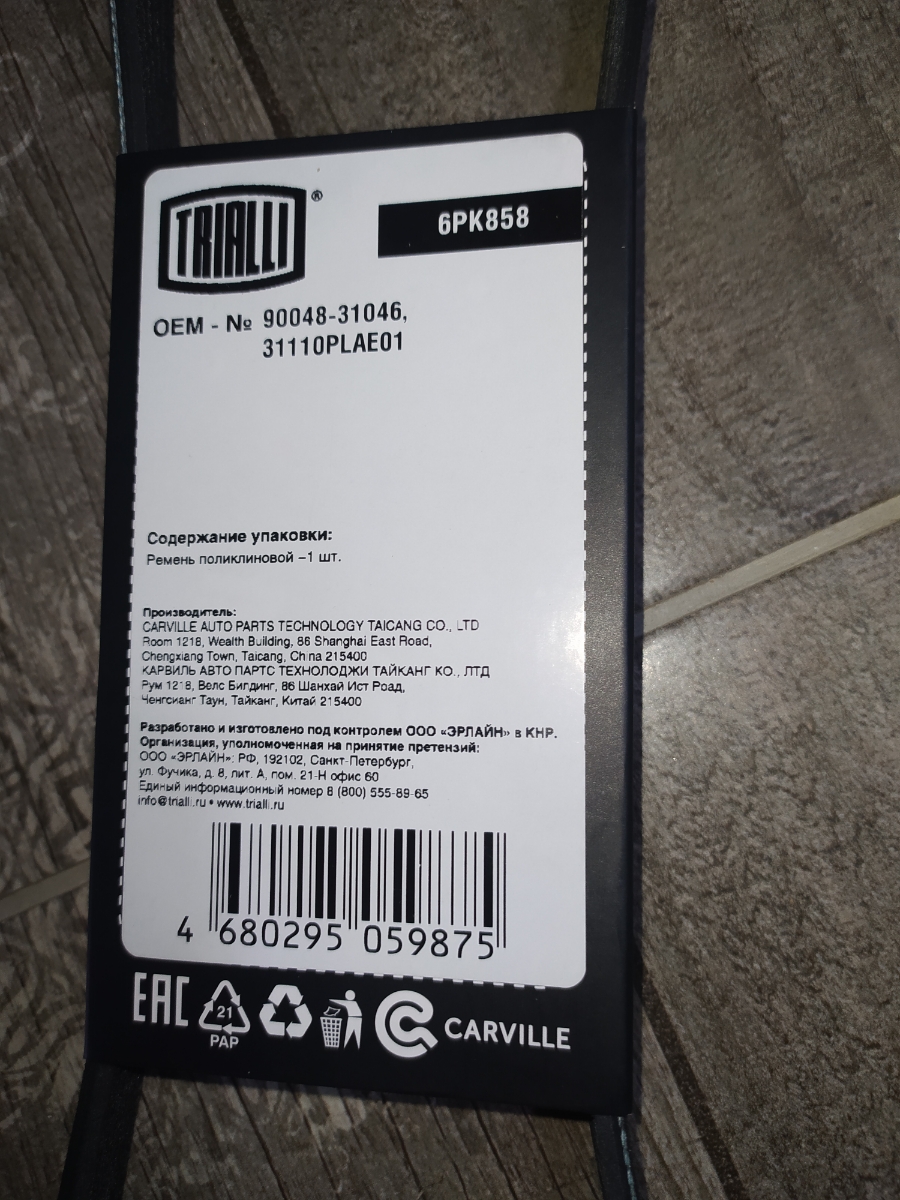 TRIALLI®
6PK858
OEM - № 90048-31046,
31110PLAE01
Содержание упаковки:
Ремень поликлиновой –1 шт.
Производитель:
CARVILLE AUTO PARTS TECHNOLOGY TAICANG CO., LTD
Room 1218, Wealth Building, 86 Shanghai East Road,
Chengxiang Town, Taicang, China 215400
КАРВИЛЬ АВТО ПАРТС ТЕХНОЛОДЖИ ТАЙКАНГ КО., ЛТД
Рум 1218, Велс Билдинг, 86 Шанхай Ист Роад,
Ченгсианг Таун, Тайканг, Китай 215400
Разработано и изготовлено под контролем ООО «ЭРЛАЙН» в КНР.
Организация, уполномоченная на принятие претензий:
ООО «ЭРЛАЙН»: РФ, 192102, Санкт-Петербург,
ул. Фучика, д. 8, лит. А, пом. 21-Н офис 60
Единый информационный номер 8 (800) 555-89-65
info@trialli.ru • www.trialli.ru
4 680295 059875
EAC
21
PAP
CARVILLE